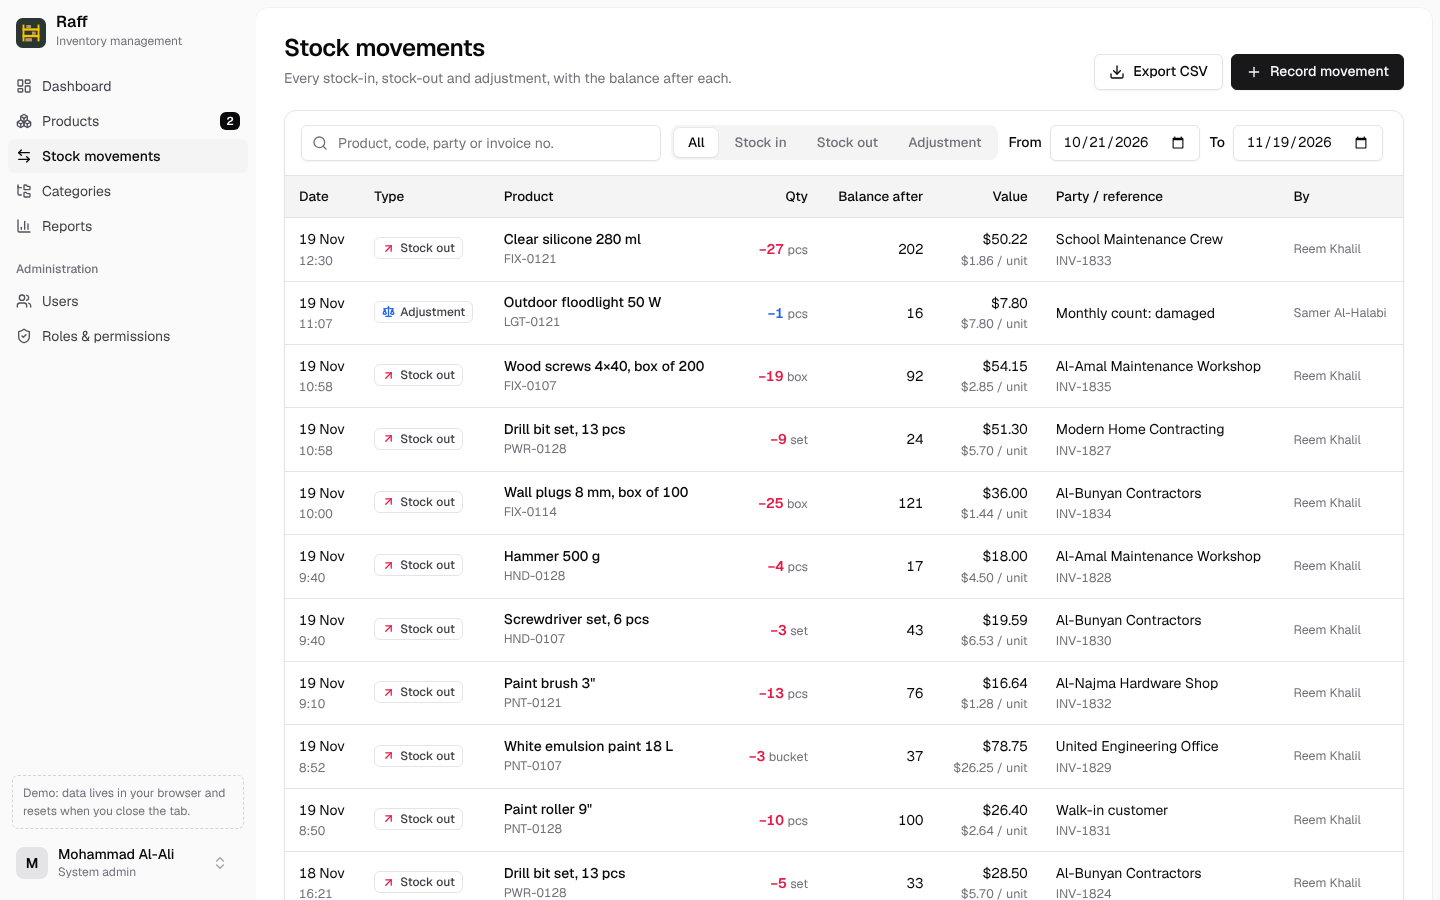 Raff
Inventory management
Dashboard
Products 2
Stock movements
Categories
Reports
Administration
Users
Roles & permissions
Demo: data lives in your browser and
resets when you close the tab.
M
Mohammad Al-Ali
System admin
Stock movements
Every stock-in, stock-out and adjustment, with the balance after each.
Export CSV
Record movement
Product, code, party or invoice no.
All Stock in Stock out Adjustment
From 10/21/2026 To 11/19/2026
Date Type Product Qty Balance after Value Party / reference By
19 Nov Stock out Clear silicone 280 ml −27 pcs 202 $50.22 School Maintenance Crew Reem Khalil
12:30 FIX-0121 $1.86 / unit INV-1833
19 Nov Adjustment Outdoor floodlight 50 W −1 pcs 16 $7.80 Monthly count: damaged Samer Al-Halabi
11:07 LGT-0121 $7.80 / unit
19 Nov Stock out Wood screws 4×40, box of 200 −19 box 92 $54.15 Al-Amal Maintenance Workshop Reem Khalil
10:58 FIX-0107 $2.85 / unit INV-1835
19 Nov Stock out Drill bit set, 13 pcs −9 set 24 $51.30 Modern Home Contracting Reem Khalil
10:58 PWR-0128 $5.70 / unit INV-1827
19 Nov Stock out Wall plugs 8 mm, box of 100 −25 box 121 $36.00 Al-Bunyan Contractors Reem Khalil
10:00 FIX-0114 $1.44 / unit INV-1834
19 Nov Stock out Hammer 500 g −4 pcs 17 $18.00 Al-Amal Maintenance Workshop Reem Khalil
9:40 HND-0128 $4.50 / unit INV-1828
19 Nov Stock out Screwdriver set, 6 pcs −3 set 43 $19.59 Al-Bunyan Contractors Reem Khalil
9:40 HND-0107 $6.53 / unit INV-1830
19 Nov Stock out Paint brush 3" −13 pcs 76 $16.64 Al-Najma Hardware Shop Reem Khalil
9:10 PNT-0121 $1.28 / unit INV-1832
19 Nov Stock out White emulsion paint 18 L −3 bucket 37 $78.75 United Engineering Office Reem Khalil
8:52 PNT-0107 $26.25 / unit INV-1829
19 Nov Stock out Paint roller 9" −10 pcs 100 $26.40 Walk-in customer Reem Khalil
8:50 PNT-0128 $2.64 / unit INV-1831
18 Nov Stock out Drill bit set, 13 pcs −5 set 33 $28.50 Al-Bunyan Contractors Reem Khalil
16:21 PWR-0128 $5.70 / unit INV-1824